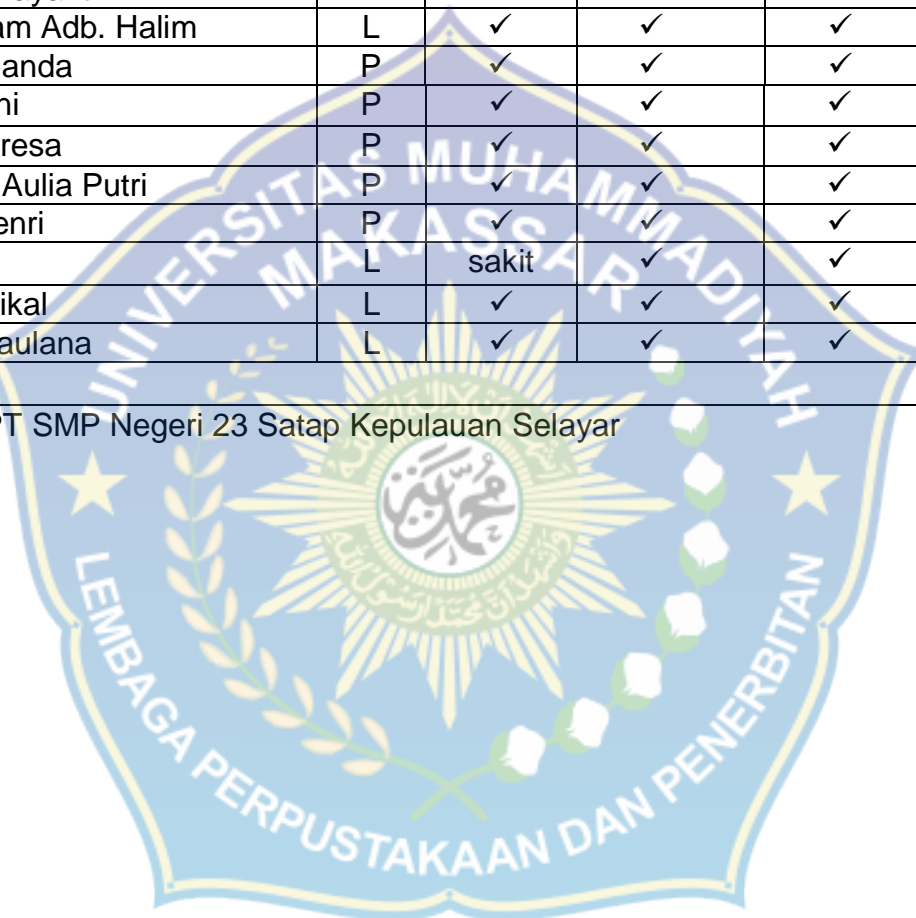 am Adb. Halim L ✓ ✓ ✓
anda P ✓ ✓ ✓
ni P ✓ ✓ ✓
resa P ✓ ✓ ✓
Aulia Putri P ✓ ✓ ✓
enri P ✓ ✓ ✓
L sakit ✓ ✓
ikal L ✓ ✓ ✓
aulana L ✓ ✓ ✓
PT SMP Negeri 23 Satap Kepulauan Selayar
UNIVERSITAS MUHAMMADIYAH
MAKASSAR
محمد
LEMBAGA PERPUSTAKAAN DAN PENERBITAN